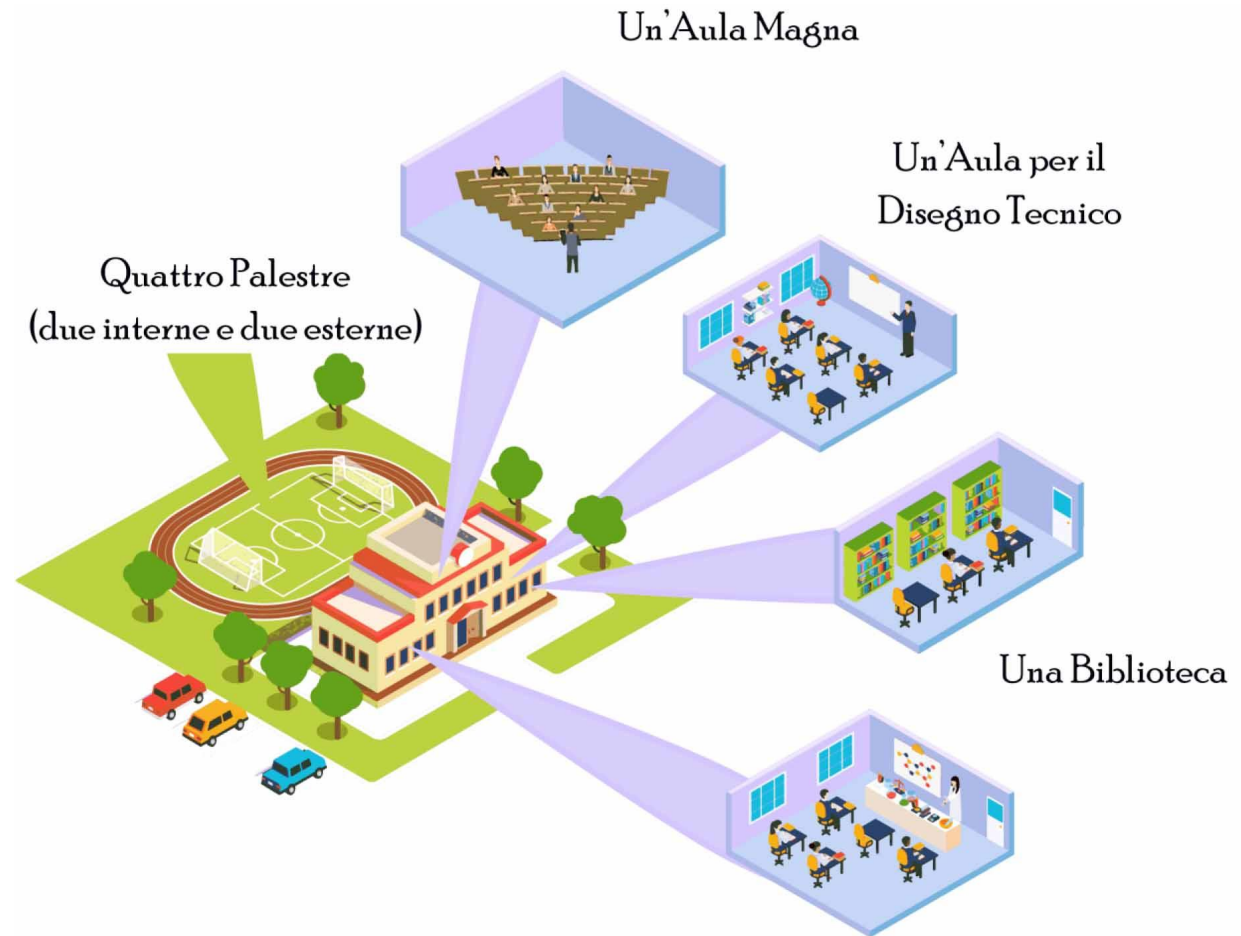 Un'Aula Magna
Un'Aula per il
Disegno Tecnico
Quattro Palestre
(due interne e due esterne)
Una Biblioteca